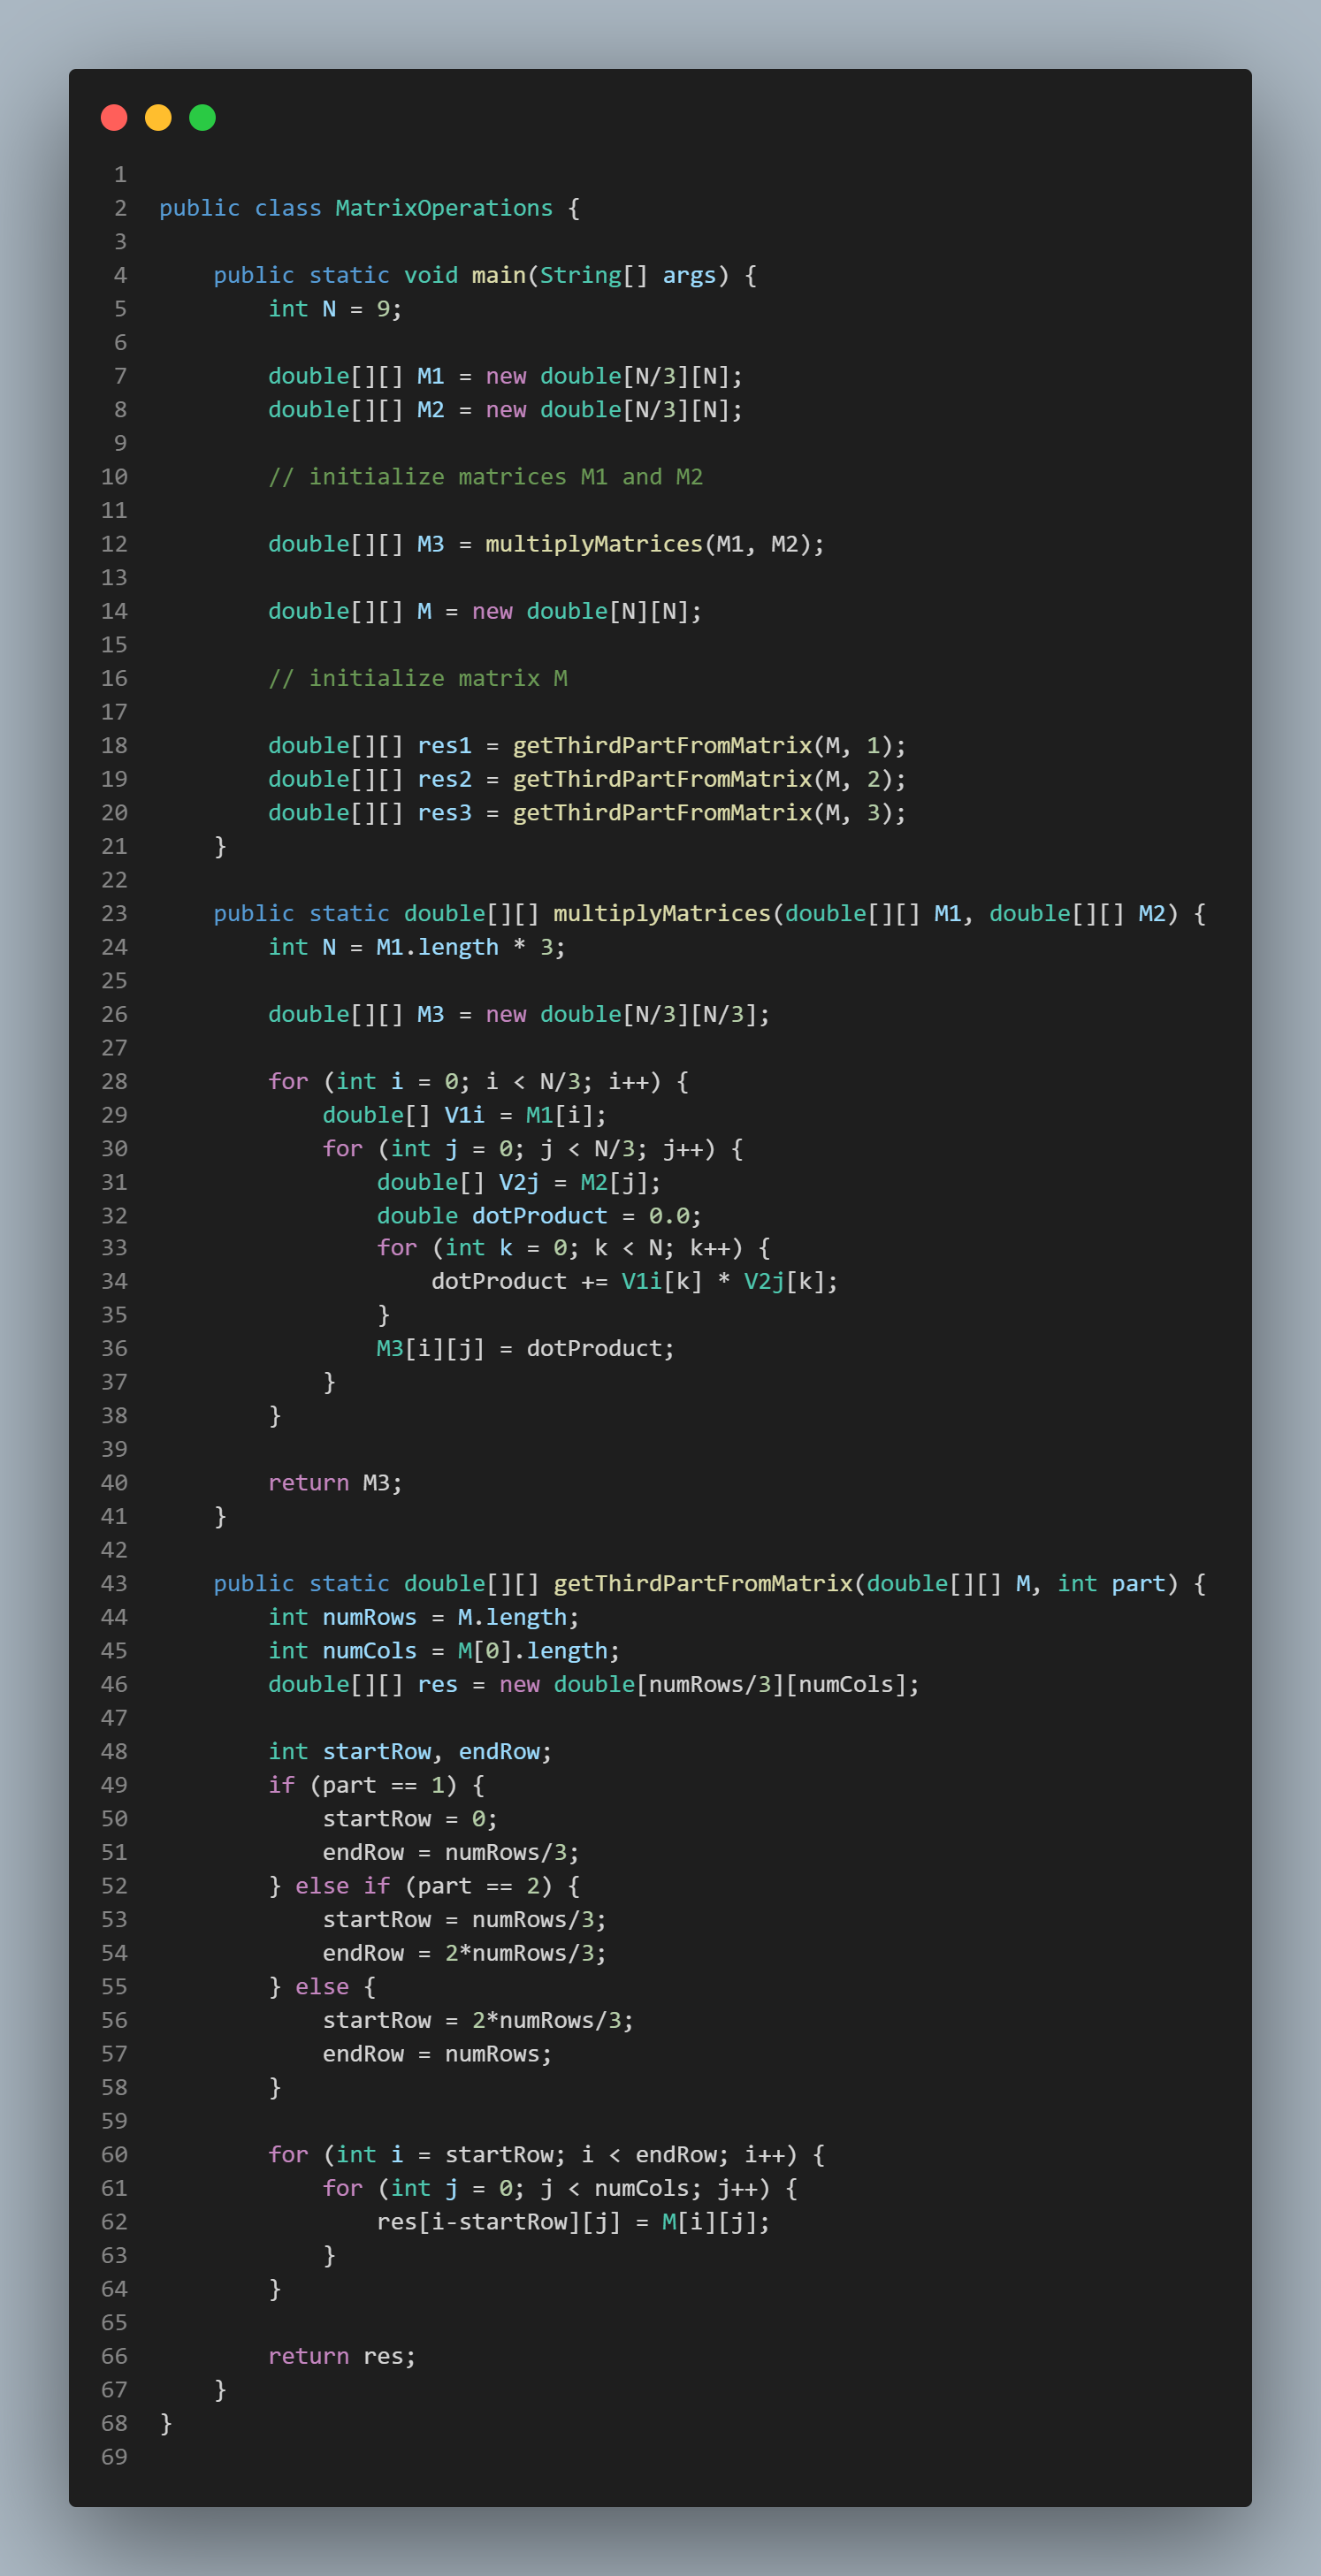 1
2 public class MatrixOperations {
3
4     public static void main(String[] args) {
5         int N = 9;
6
7         double[][] M1 = new double[N/3][N];
8         double[][] M2 = new double[N/3][N];
9
10         // initialize matrices M1 and M2
11
12         double[][] M3 = multiplyMatrices(M1, M2);
13
14         double[][] M = new double[N][N];
15
16         // initialize matrix M
17
18         double[][] res1 = getThirdPartFromMatrix(M, 1);
19         double[][] res2 = getThirdPartFromMatrix(M, 2);
20         double[][] res3 = getThirdPartFromMatrix(M, 3);
21     }
22
23     public static double[][] multiplyMatrices(double[][] M1, double[][] M2) {
24         int N = M1.length * 3;
25
26         double[][] M3 = new double[N/3][N/3];
27
28         for (int i = 0; i < N/3; i++) {
29             double[] V1i = M1[i];
30             for (int j = 0; j < N/3; j++) {
31                 double[] V2j = M2[j];
32                 double dotProduct = 0.0;
33                 for (int k = 0; k < N; k++) {
34                     dotProduct += V1i[k] * V2j[k];
35                 }
36                 M3[i][j] = dotProduct;
37             }
38         }
39
40         return M3;
41     }
42
43     public static double[][] getThirdPartFromMatrix(double[][] M, int part) {
44         int numRows = M.length;
45         int numCols = M[0].length;
46         double[][] res = new double[numRows/3][numCols];
47
48         int startRow, endRow;
49         if (part == 1) {
50             startRow = 0;
51             endRow = numRows/3;
52         } else if (part == 2) {
53             startRow = numRows/3;
54             endRow = 2*numRows/3;
55         } else {
56             startRow = 2*numRows/3;
57             endRow = numRows;
58         }
59
60         for (int i = startRow; i < endRow; i++) {
61             for (int j = 0; j < numCols; j++) {
62                 res[i-startRow][j] = M[i][j];
63             }
64         }
65
66         return res;
67     }
68 }
69